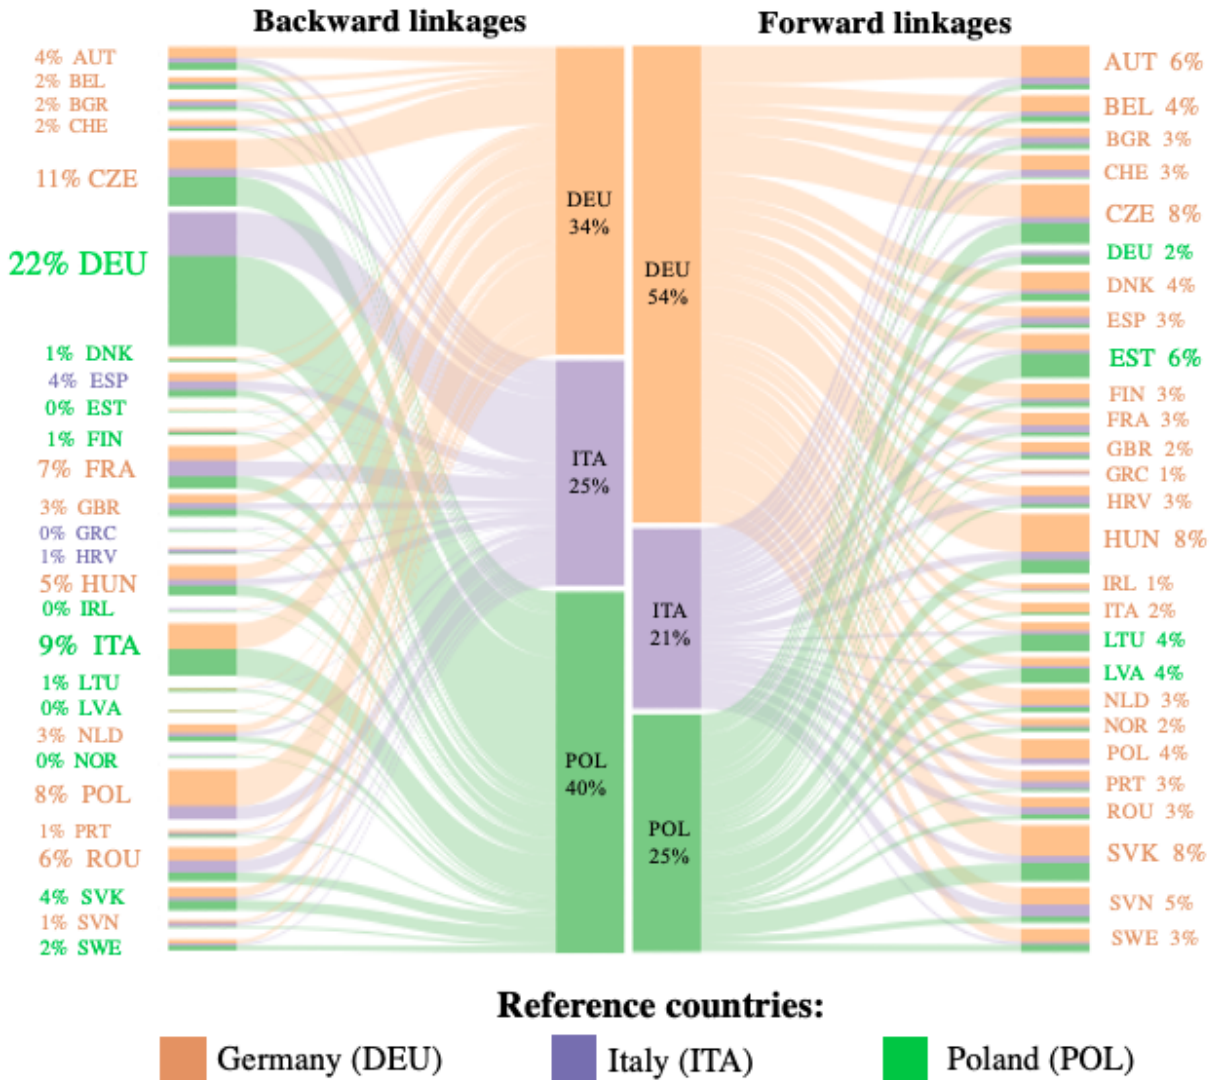 Backward linkages
Forward linkages
4% AUT
2% BEL
2% BGR
2% CHE
11% CZE
22% DEU
1% DNK
4% ESP
0% EST
1% FIN
7% FRA
3% GBR
0% GRC
1% HRV
5% HUN
0% IRL
9% ITA
1% LTU
0% LVA
3% NLD
0% NOR
8% POL
1% PRT
6% ROU
4% SVK
1% SVN
2% SWE
DEU
34%
ITA
25%
POL
40%
DEU
54%
ITA
21%
POL
25%
AUT 6%
BEL 4%
BGR 3%
CHE 3%
CZE 8%
DEU 2%
DNK 4%
ESP 3%
EST 6%
FIN 3%
FRA 3%
GBR 2%
GRC 1%
HRV 3%
HUN 8%
IRL 1%
ITA 2%
LTU 4%
LVA 4%
NLD 3%
NOR 2%
POL 4%
PRT 3%
ROU 3%
SVK 8%
SVN 5%
SWE 3%
Reference countries:
Germany (DEU)
Italy (ITA)
Poland (POL)